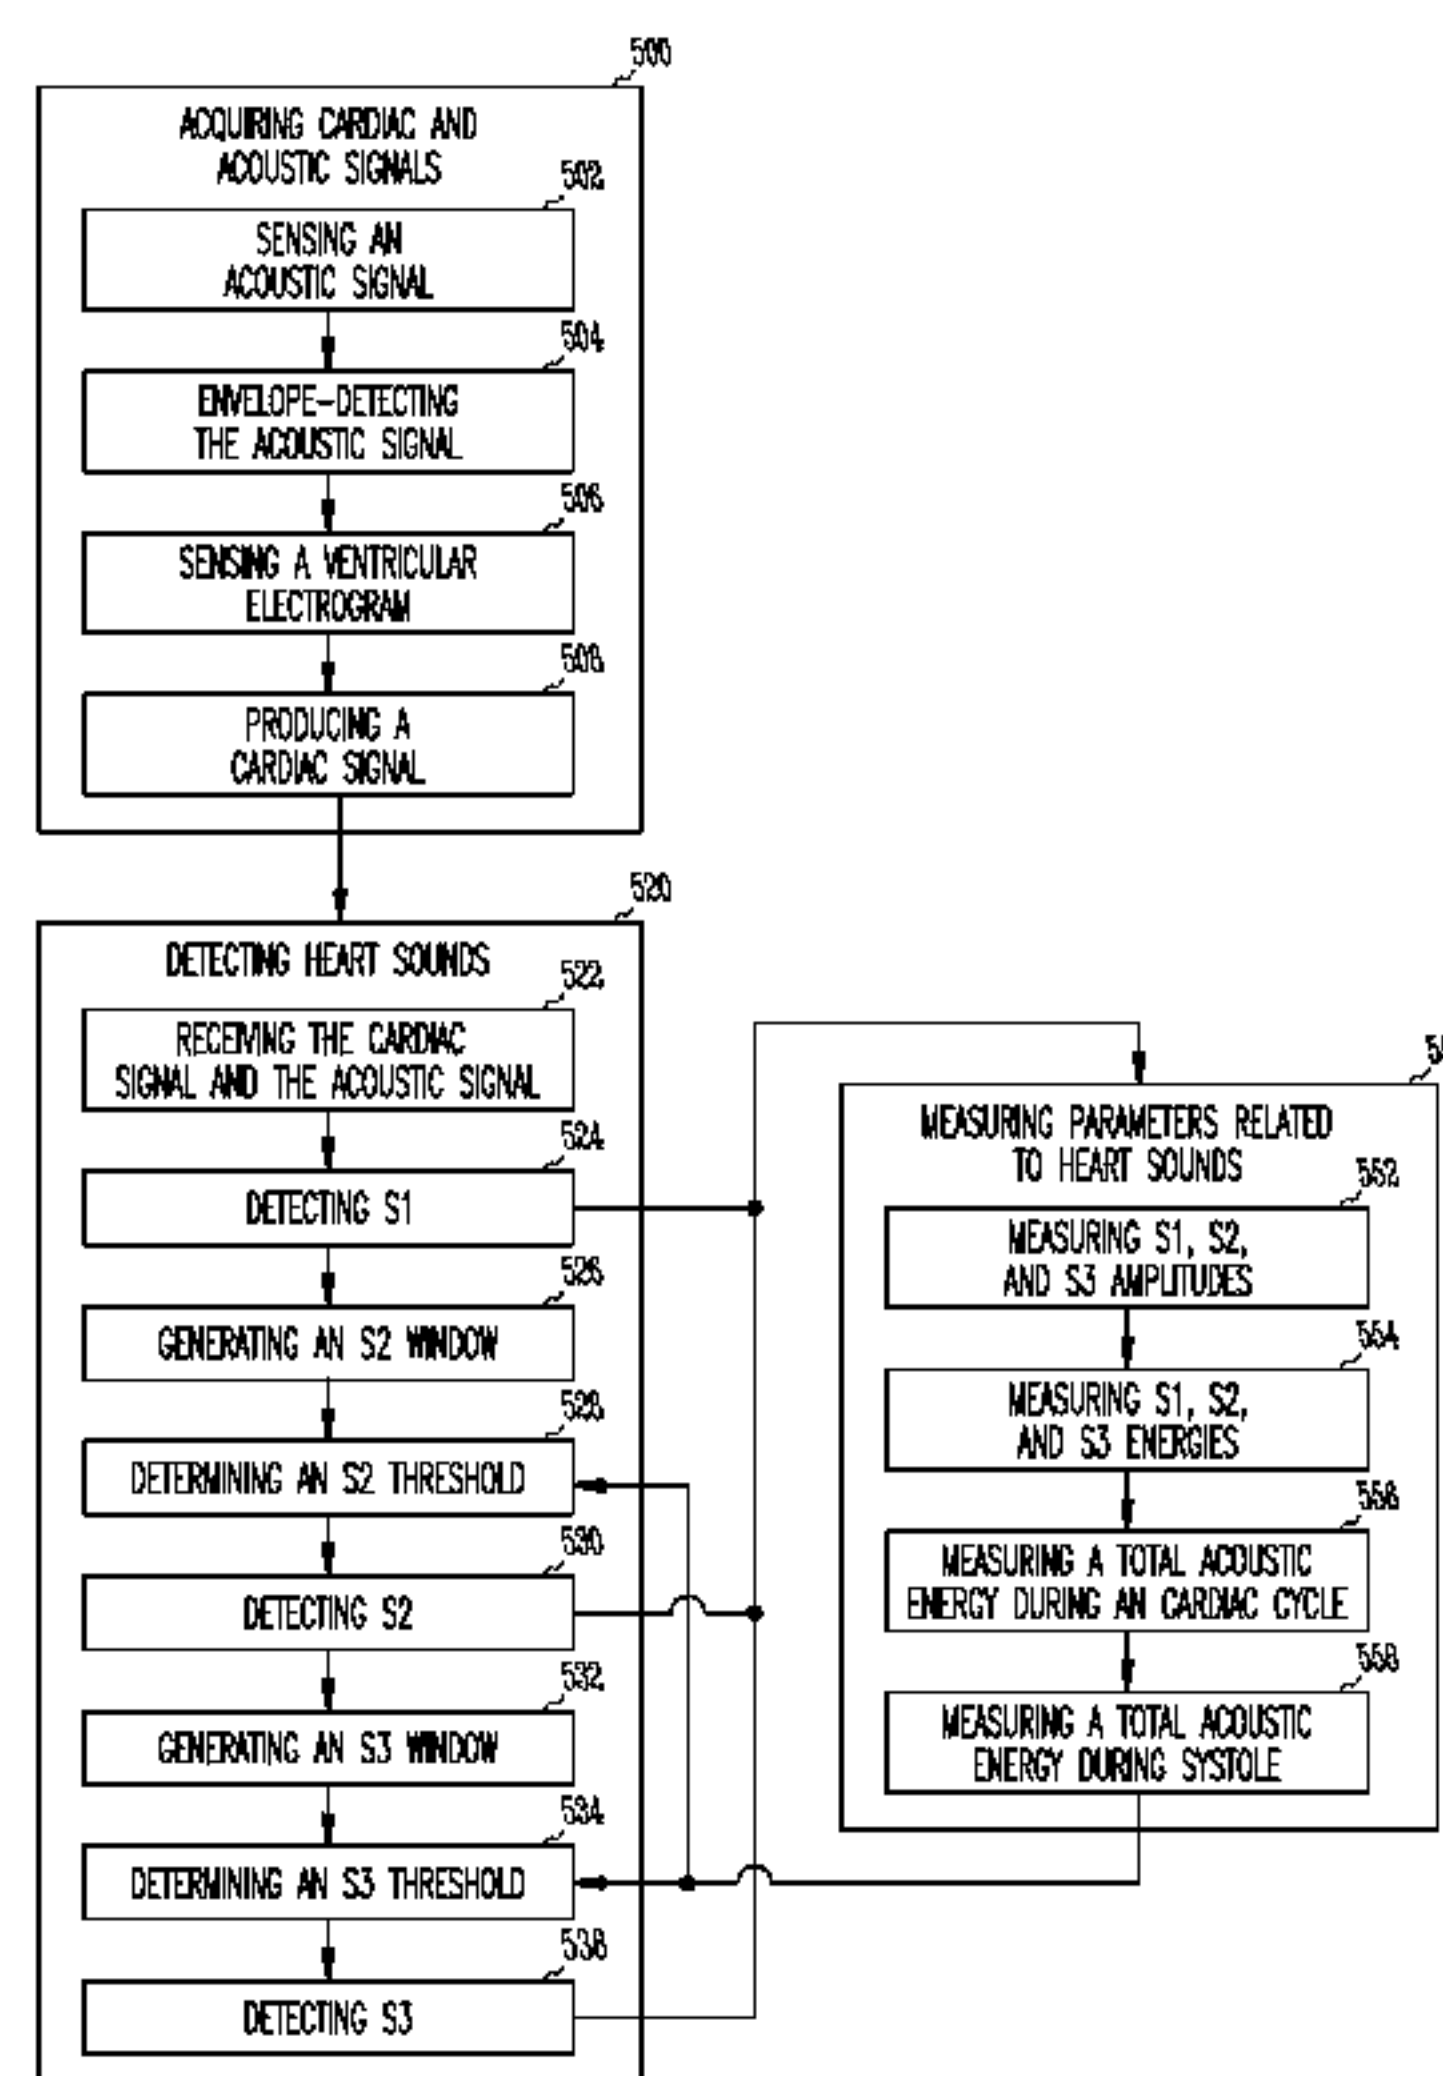 500
ACQUIRING CARDIAC AND
ACOUSTIC SIGNALS
502
SENSING AN
ACOUSTIC SIGNAL
504
ENVELOPE-DETECTING
THE ACOUSTIC SIGNAL
506
SENSING A VENTRICULAR
ELECTROGRAM
508
PRODUCING A
CARDIAC SIGNAL
520
DETECTING HEART SOUNDS
522
RECEIVING THE CARDIAC
SIGNAL AND THE ACOUSTIC SIGNAL
524
DETECTING S1
526
GENERATING AN S2 WINDOW
528
DETERMINING AN S2 THRESHOLD
530
DETECTING S2
532
GENERATING AN S3 WINDOW
534
DETERMINING AN S3 THRESHOLD
538
DETECTING S3
MEASURING PARAMETERS RELATED
TO HEART SOUNDS
552
MEASURING S1, S2,
AND S3 AMPLITUDES
554
MEASURING S1, S2,
AND S3 ENERGIES
556
MEASURING A TOTAL ACOUSTIC
ENERGY DURING AN CARDIAC CYCLE
558
MEASURING A TOTAL ACOUSTIC
ENERGY DURING SYSTOLE